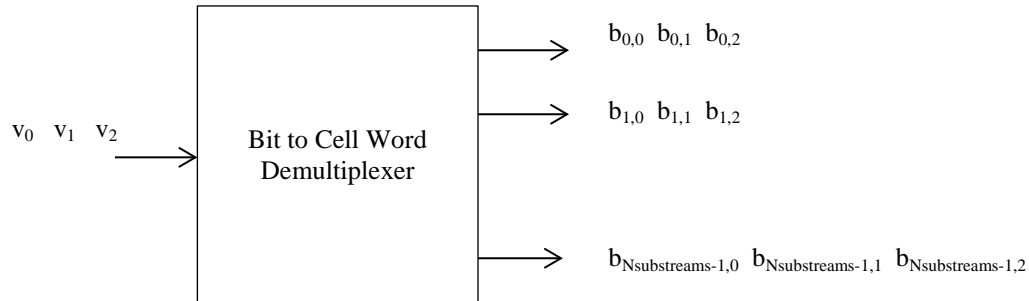 b0,0 b0,1 b0,2
b1,0 b1,1 b1,2
v0 v1 v2
Bit to Cell Word
Demultiplexer
bNsubstreams-1,0 bNsubstreams-1,1 bNsubstreams-1,2